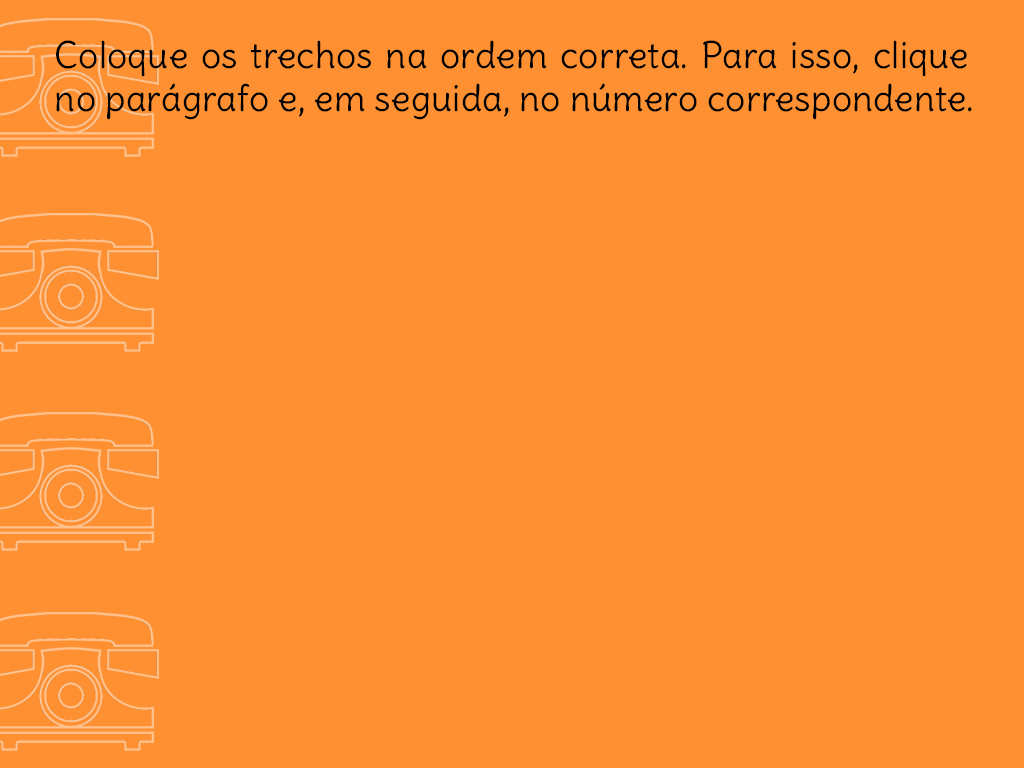 Coloque os trechos na ordem correta. Para isso, clique
no parágrafo e, em seguida, no número correspondente.